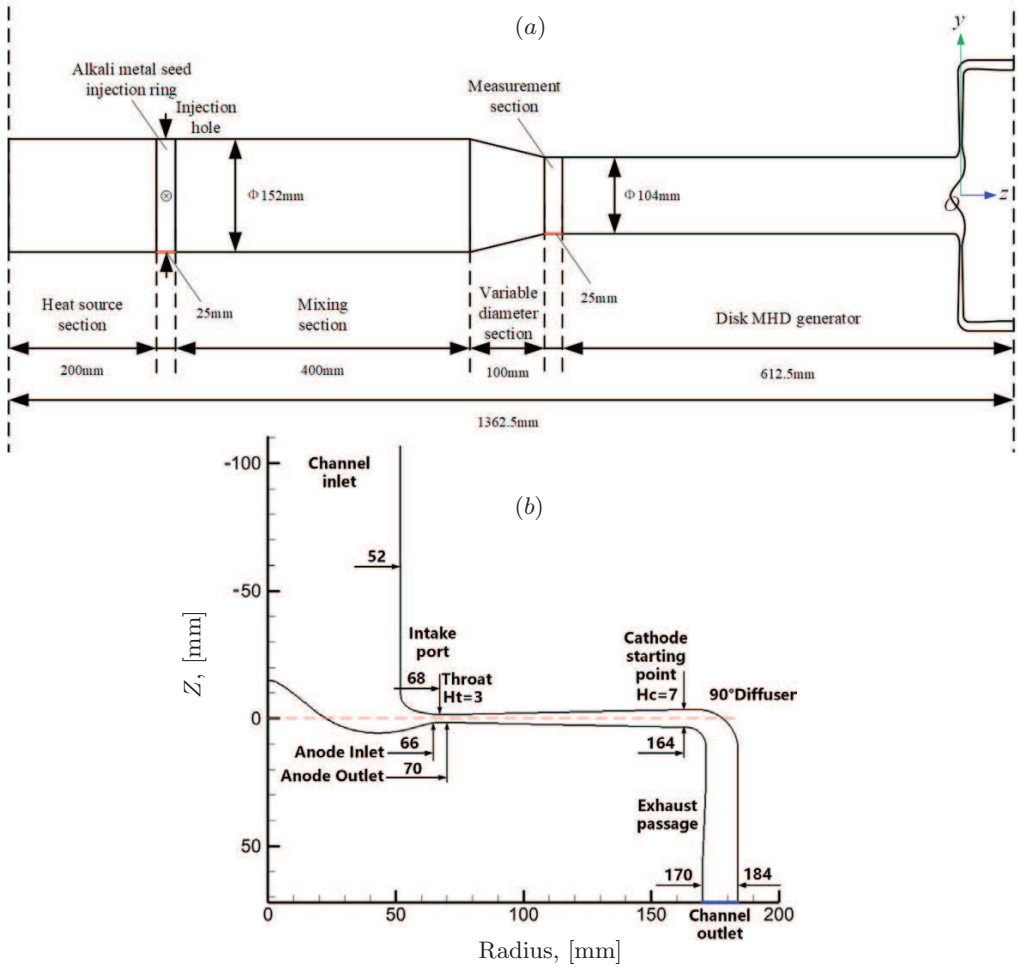 (a)
y
Alkali metal seed
injection ring
Injection
hole
Measurement
section
Φ152mm
Φ104mm
z
25mm
25mm
Heat source
section
Mixing
section
Variable
diameter
section
Disk MHD generator
200mm
400mm
100mm
612.5mm
1362.5mm
(b)
-100
Channel
inlet
52
-50
Z, [mm]
Intake
port
Cathode
starting
point
68
Throat
Ht=3
Hc=7
90°Diffuser
0
Anode Inlet
66
164
Anode Outlet
70
Exhaust
passage
50
170
184
0
50
100
150
200
Channel
outlet
Radius, [mm]